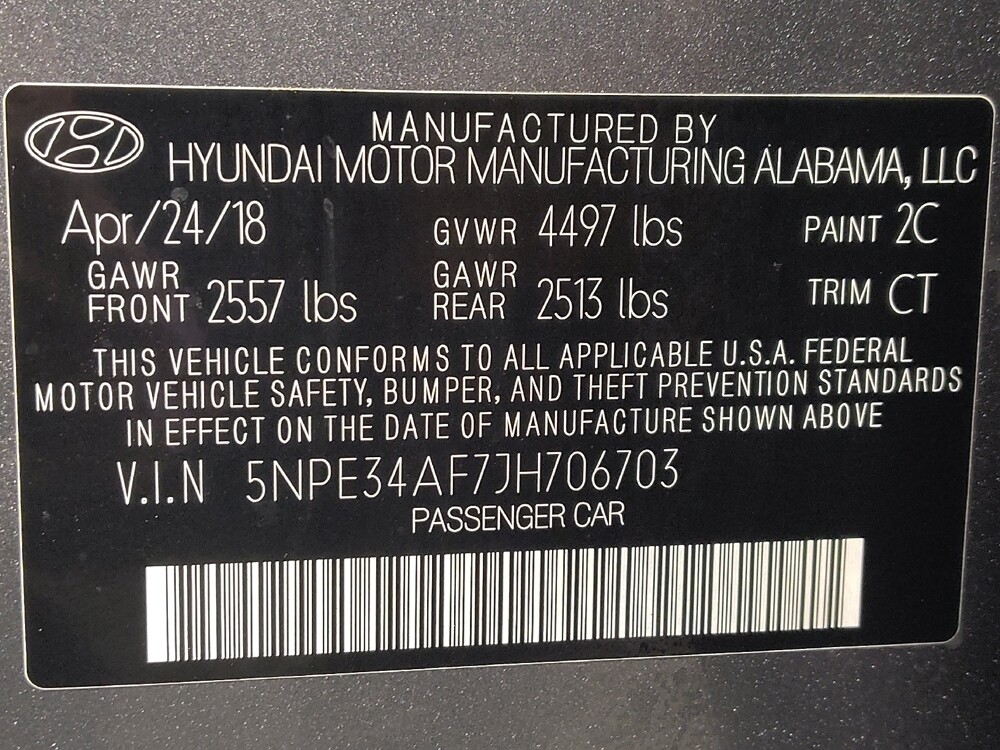 MANUFACTURED BY
HYUNDAI MOTOR MANUFACTURING ALABAMA, LLC
Apr/24/18 GVWR 4497 lbs PAINT 2C
GAWR FRONT 2557 lbs GAWR REAR 2513 lbs TRIM CT
THIS VEHICLE CONFORMS TO ALL APPLICABLE U.S.A. FEDERAL
MOTOR VEHICLE SAFETY, BUMPER, AND THEFT PREVENTION STANDARDS
IN EFFECT ON THE DATE OF MANUFACTURE SHOWN ABOVE
V.I.N 5NPE34AF7JH706703
PASSENGER CAR